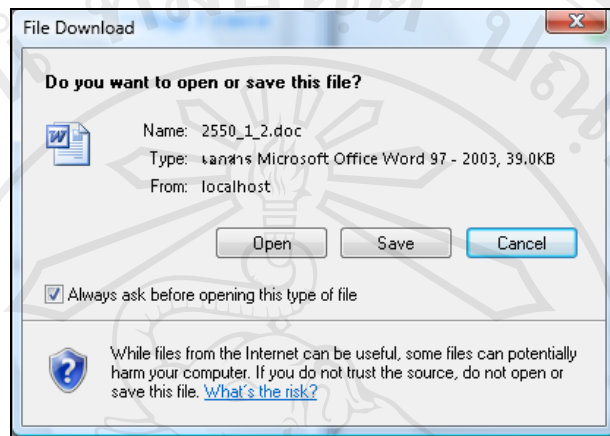 File Download
Do you want to open or save this file?
Name: 2550_1_2.doc
Type: เอกสาร Microsoft Office Word 97 - 2003, 39.0KB
From: localhost
Open Save Cancel
Always ask before opening this type of file
While files from the Internet can be useful, some files can potentially
harm your computer. If you do not trust the source, do not open or
save this file. What's the risk?